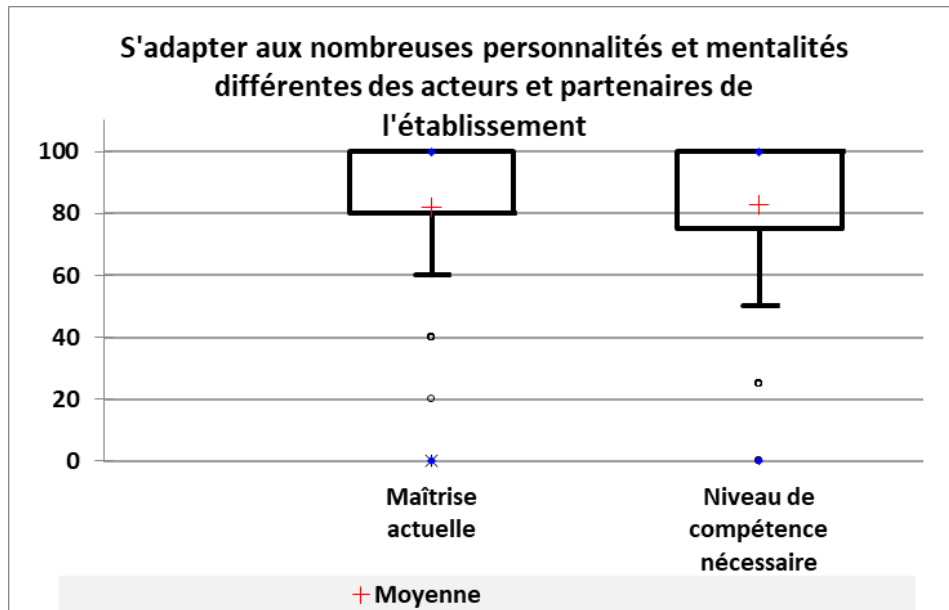 S'adapter aux nombreuses personnalités et mentalités
différentes des acteurs et partenaires de
l'établissement
100
80
60
40
20
0
Maîtrise
actuelle
Niveau de
compétence
nécessaire
Moyenne